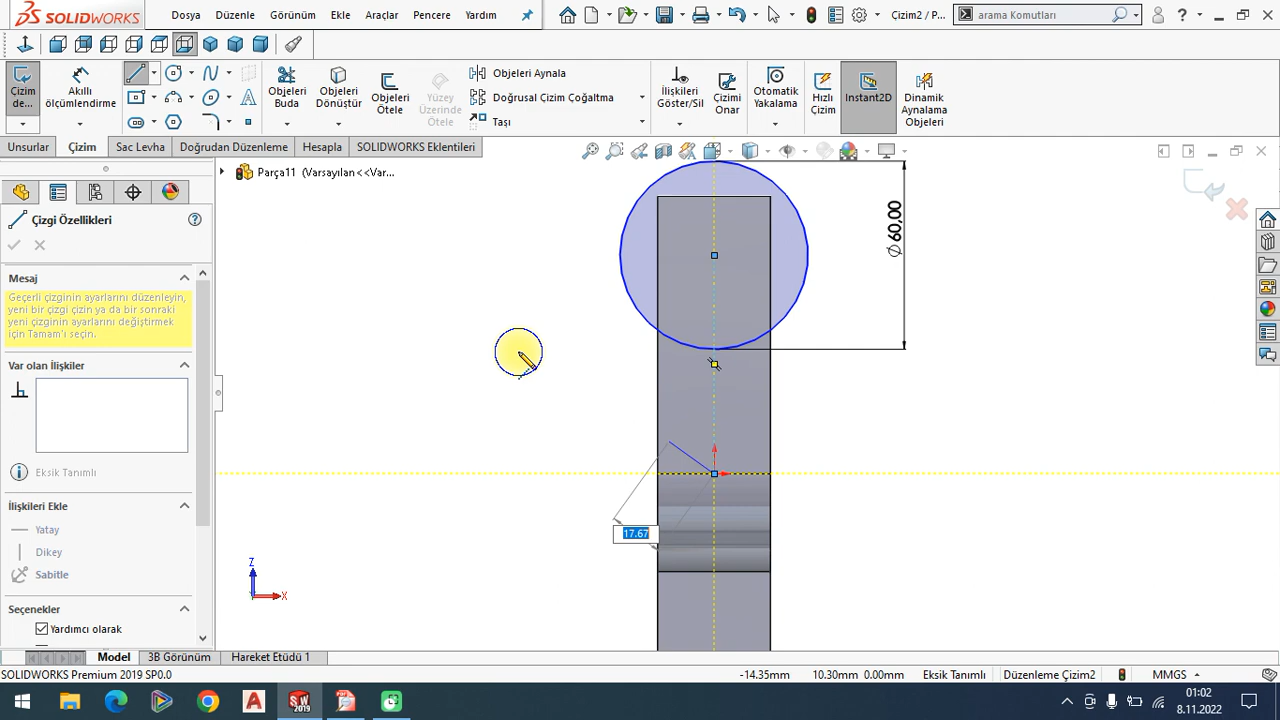 SOLIDWORKS
Dosya
Düzenle
Görünüm
Ekle
Araçlar
Pencere
Yardım
Çizim2 / P...
arama Komutları
?
Çizim
de...
Akıllı
ölçümlendirme
Objeleri
Buda
Objeleri
Dönüştür
Objeleri
Ötele
Yüzey
Üzerinde
Ötele
Objeleri Aynala
Doğrusal Çizim Çoğaltma
Taşı
İlişkileri
Göster/Sil
Çizimi
Onar
Otomatik
Yakalama
Hızlı
Çizim
Instant2D
Dinamik
Aynalama
Objeleri
Unsurlar
Çizim
Sac Levha
Doğrudan Düzenleme
Hesapla
SOLIDWORKS Eklentileri
Parça11 (Varsayılan<<Var...
Çizgi Özellikleri
Mesaj
Geçerli çizginin ayarlarını düzenleyin,
yeni bir çizgi çizin ya da bir sonraki
yeni çizginin ayarlarını değiştirmek
için Tamam'ı seçin.
Var olan İlişkiler
Eksik Tanımlı
İlişkileri Ekle
Yatay
Dikey
Sabitle
Seçenekler
Yardımcı olarak
Ø 60,00
17.67
Z
X
Model
3B Görünüm
Hareket Etüdü 1
SOLIDWORKS Premium 2019 SP0.0
-14.35mm
10.30mm 0.00mm
Eksik Tanımlı
Düzenleme Çizim2
MMGS
01:02
8.11.2022